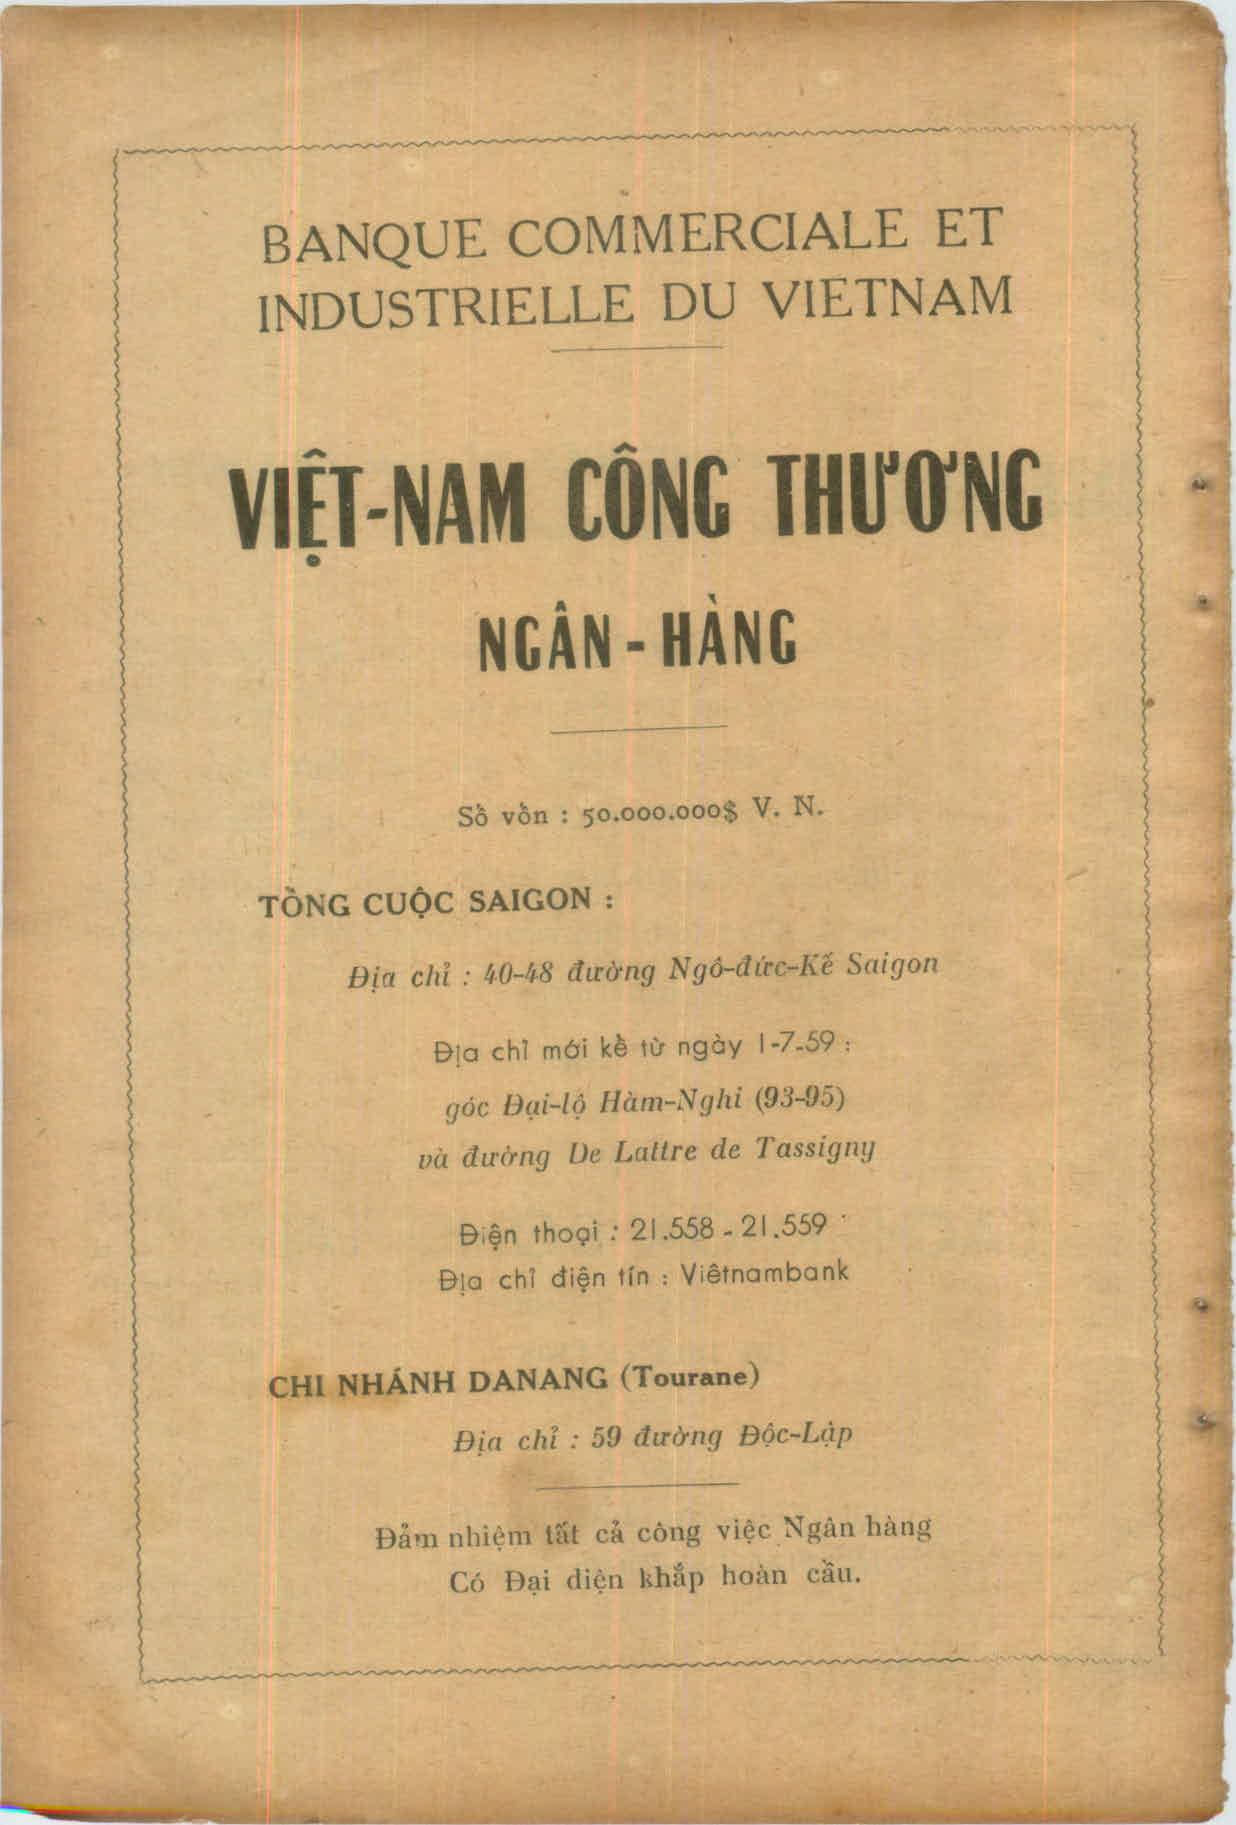 BANQUE COMMERCIALE ET
INDUSTRIELLE DU VIETNAM
VIỆT-NAM CÔNG THƯƠNG
NGÂN - HÀNG
Số vốn : 50.000.000$ V. N.
TỔNG CUỘC SAIGON :
Địa chỉ : 40-48 đường Ngô-đức-Kế Saigon
Địa chỉ mới kể từ ngày 1-7-59 :
góc Đại-lộ Hàm-Nghi (93-95)
và đường De Lattre de Tassigny
Điện thoại : 21.558 - 21.559
Địa chỉ điện tín : Viêtnambank
CHI NHÁNH DANANG (Tourane)
Địa chỉ : 59 đường Độc-Lập
Đảm nhiệm tất cả công việc Ngân hàng
Có Đại diện khắp hoàn cầu.